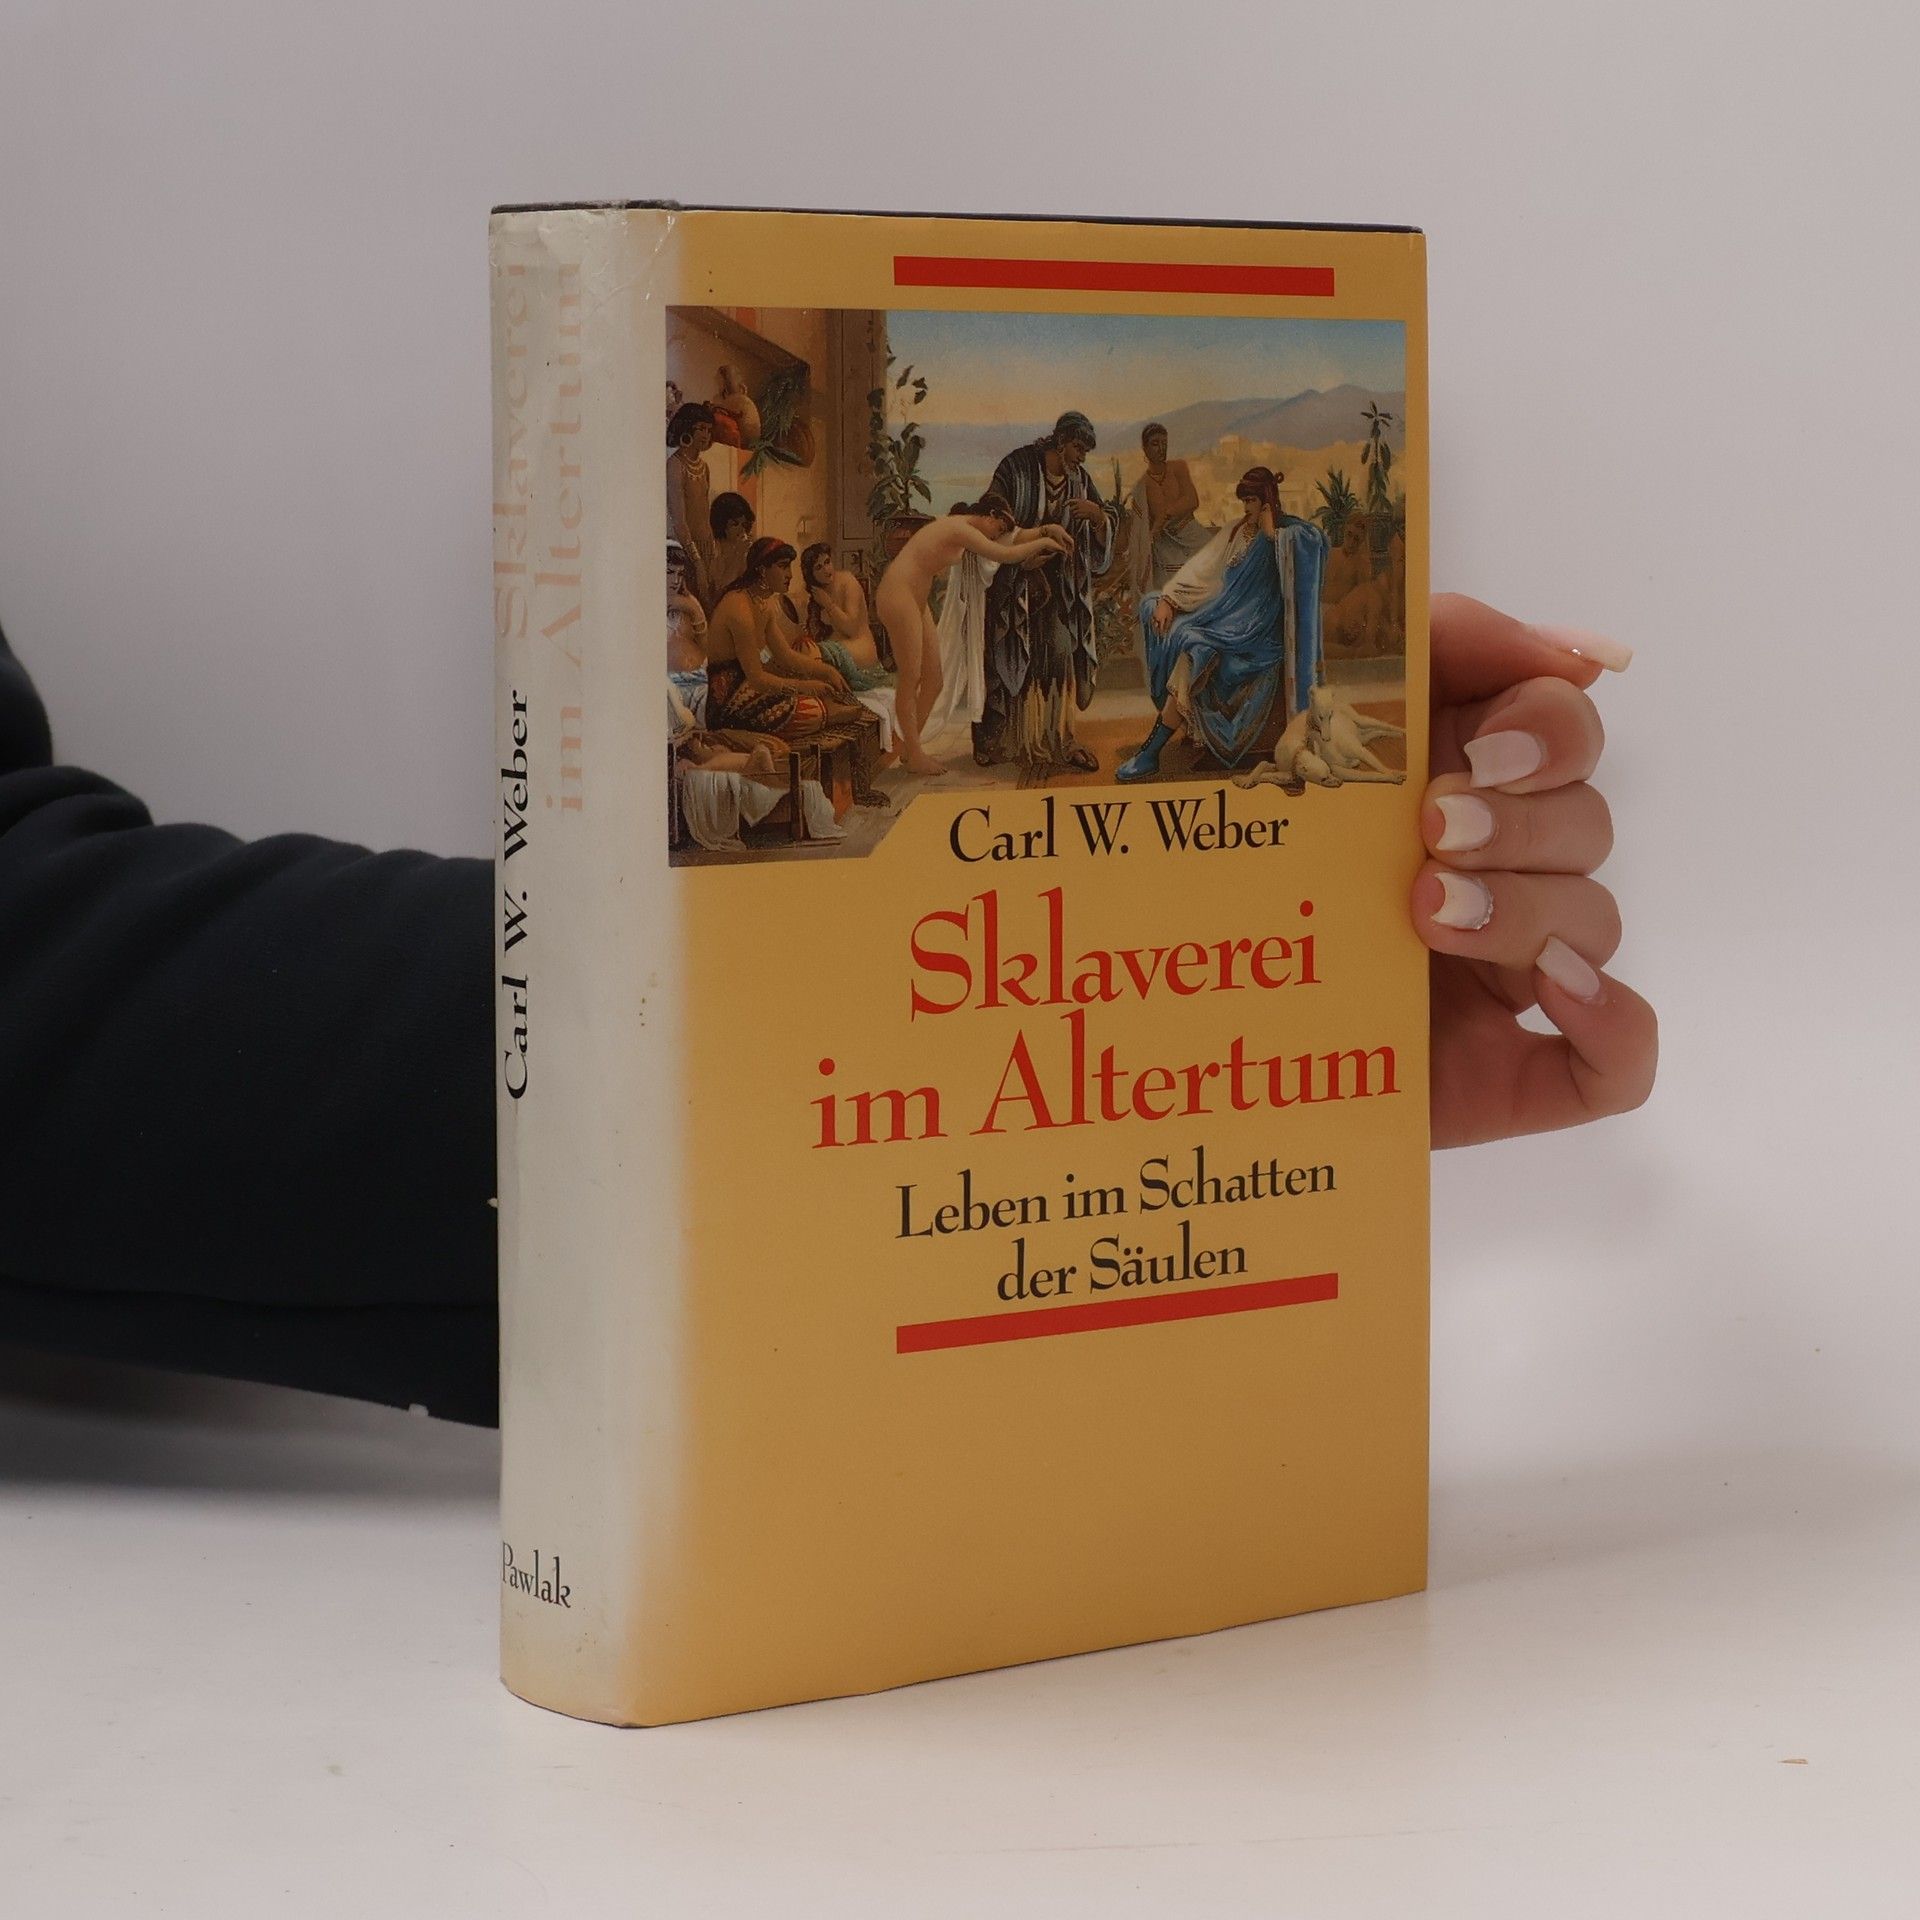 Carl W. Weber
Sklaverei
im Altertum
Leben im Schatten
der Säulen
Carl W. Weber
Sklaverei
im Altertum
Pawlak